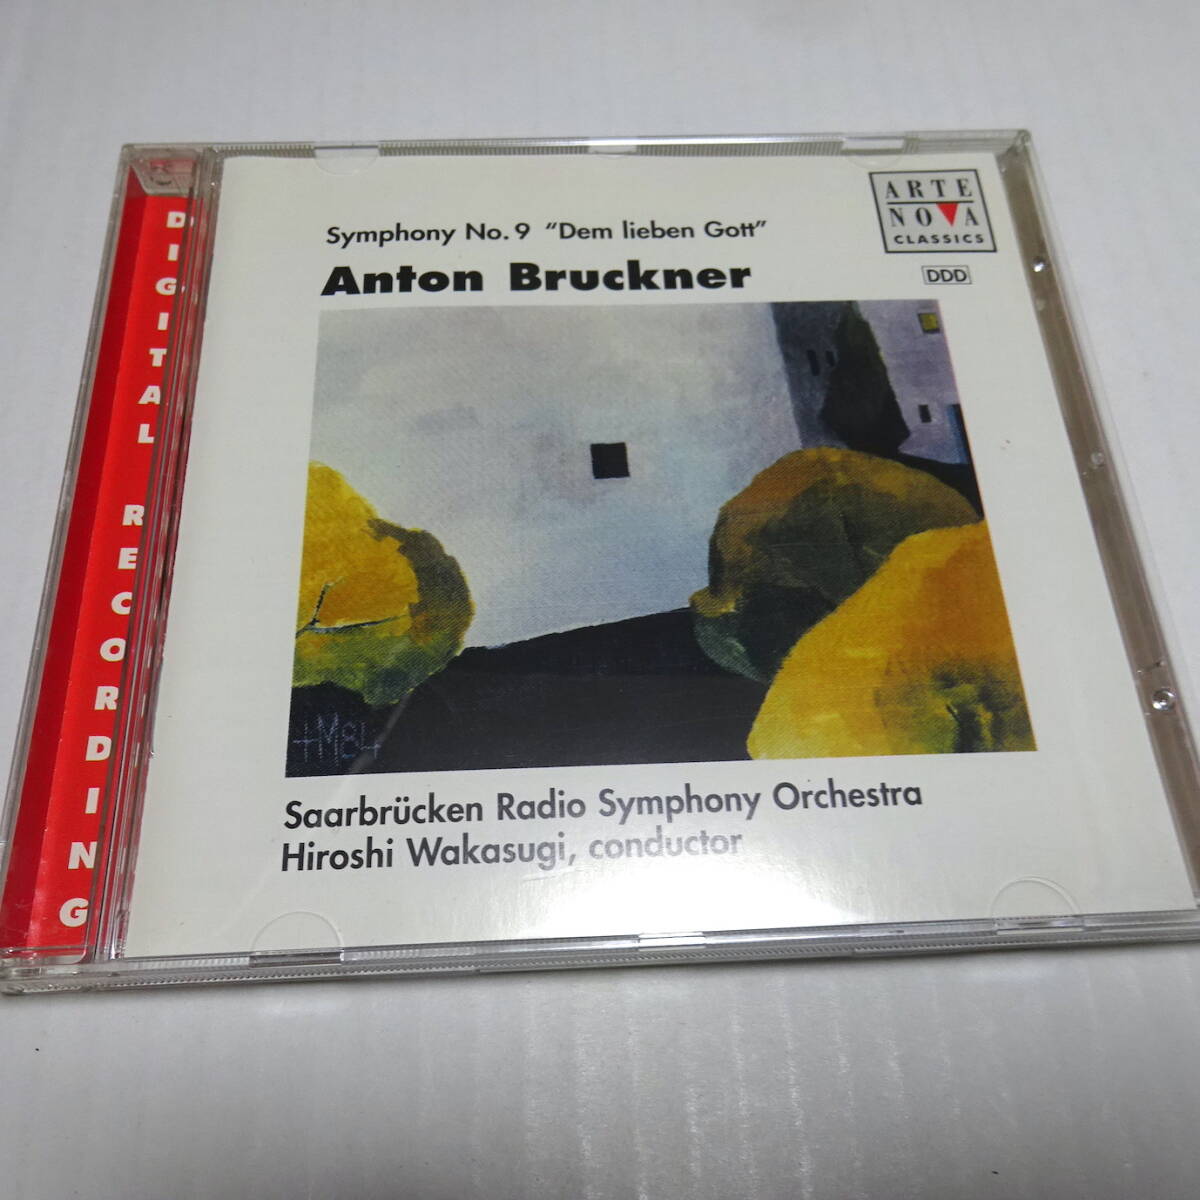 DIGITAL RECORDING
ARTE
NOVA
CLASSICS
Symphony No. 9 "Dem lieben Gott"
Anton Bruckner
DDD
HM84
Saarbrücken Radio Symphony Orchestra
Hiroshi Wakasugi, conductor